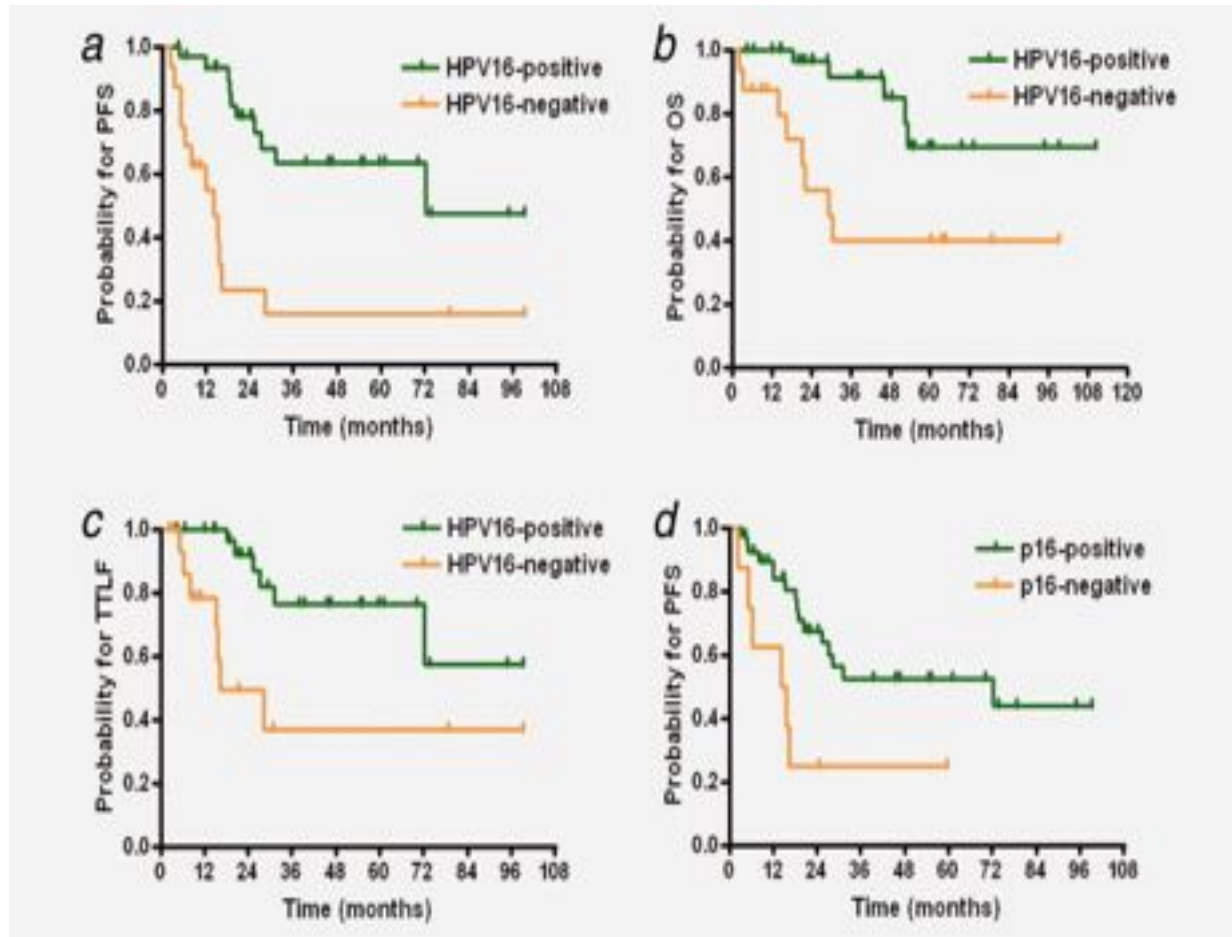 a
HPV16-positive
HPV16-negative
Probability for PFS
1.0
0.8
0.6
0.4
0.2
0.0
0 12 24 36 48 60 72 84 96 108
Time (months)
b
HPV16-positive
HPV16-negative
Probability for OS
1.0
0.8
0.6
0.4
0.2
0.0
0 12 24 36 48 60 72 84 96 108 120
Time (months)
c
HPV16-positive
HPV16-negative
Probability for TTLF
1.0
0.8
0.6
0.4
0.2
0.0
0 12 24 36 48 60 72 84 96 108
Time (months)
d
p16-positive
p16-negative
Probability for PFS
1.0
0.8
0.6
0.4
0.2
0.0
0 12 24 36 48 60 72 84 96 108
Time (months)